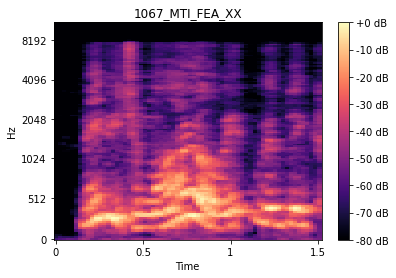 1067_MTI_FEA_XX
+0 dB
8192
-10 dB
4096
-20 dB
-30 dB
2048
Hz
-40 dB
1024
-50 dB
512
-60 dB
-70 dB
0
-80 dB
0
0.5
1
1.5
Time